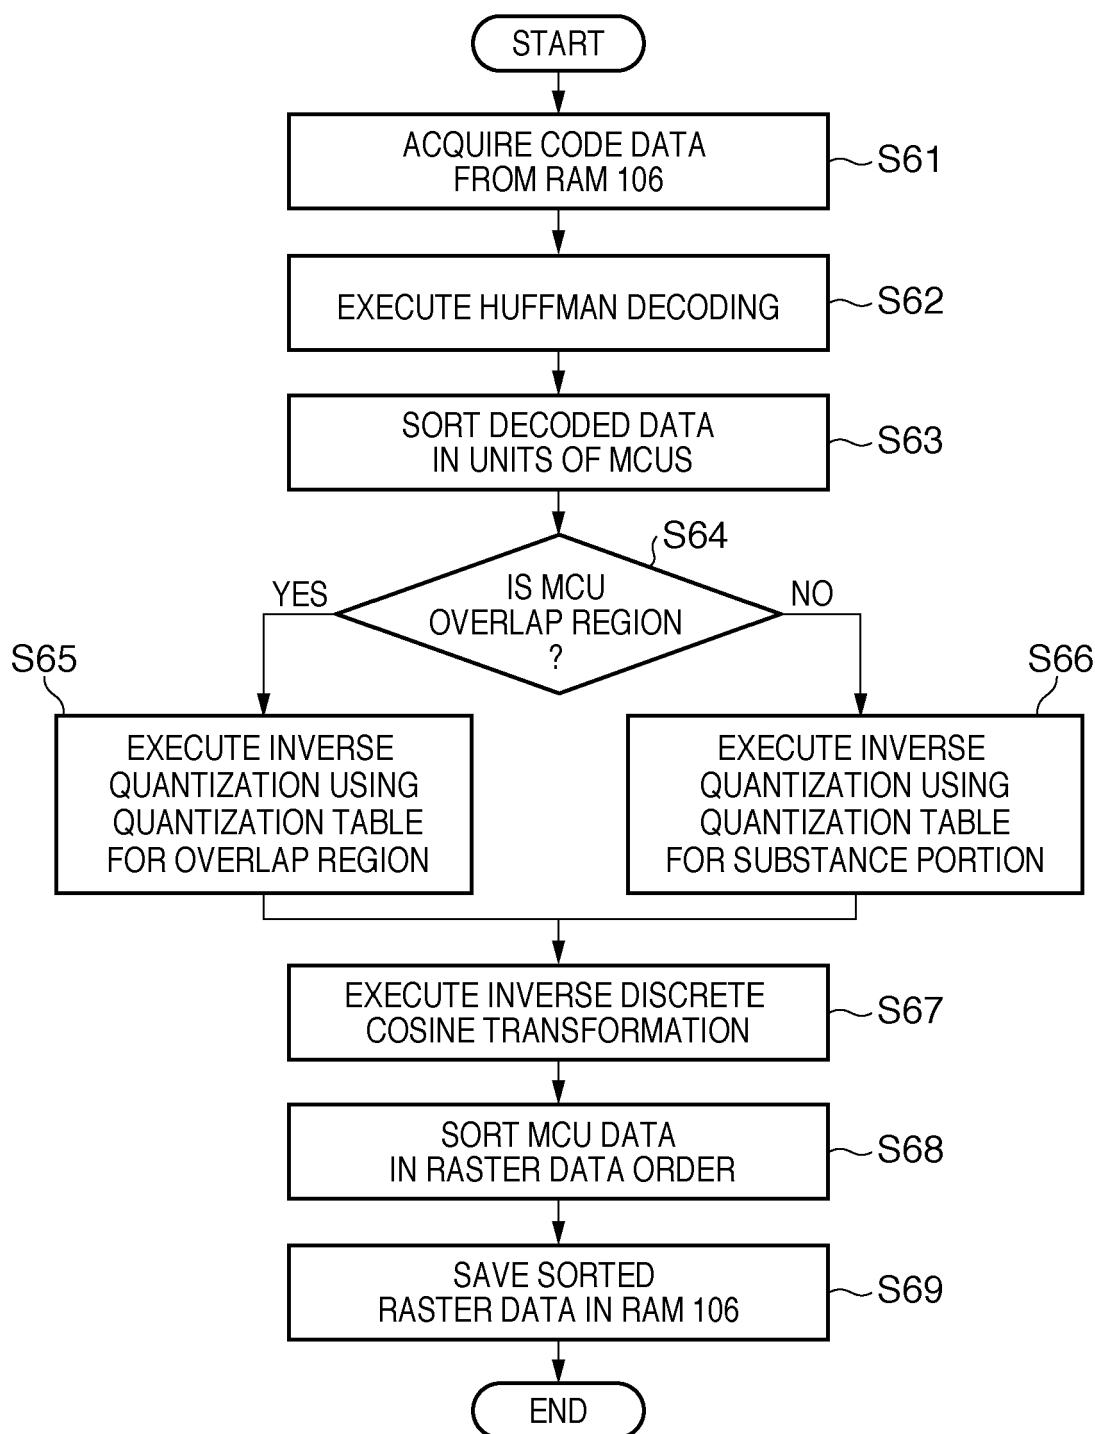 START
ACQUIRE CODE DATA
FROM RAM 106
S61
EXECUTE HUFFMAN DECODING
S62
SORT DECODED DATA
IN UNITS OF MCUS
S63
S64
IS MCU
OVERLAP REGION
?
YES
NO
S65
EXECUTE INVERSE
QUANTIZATION USING
QUANTIZATION TABLE
FOR OVERLAP REGION
S66
EXECUTE INVERSE
QUANTIZATION USING
QUANTIZATION TABLE
FOR SUBSTANCE PORTION
EXECUTE INVERSE DISCRETE
COSINE TRANSFORMATION
S67
SORT MCU DATA
IN RASTER DATA ORDER
S68
SAVE SORTED
RASTER DATA IN RAM 106
S69
END